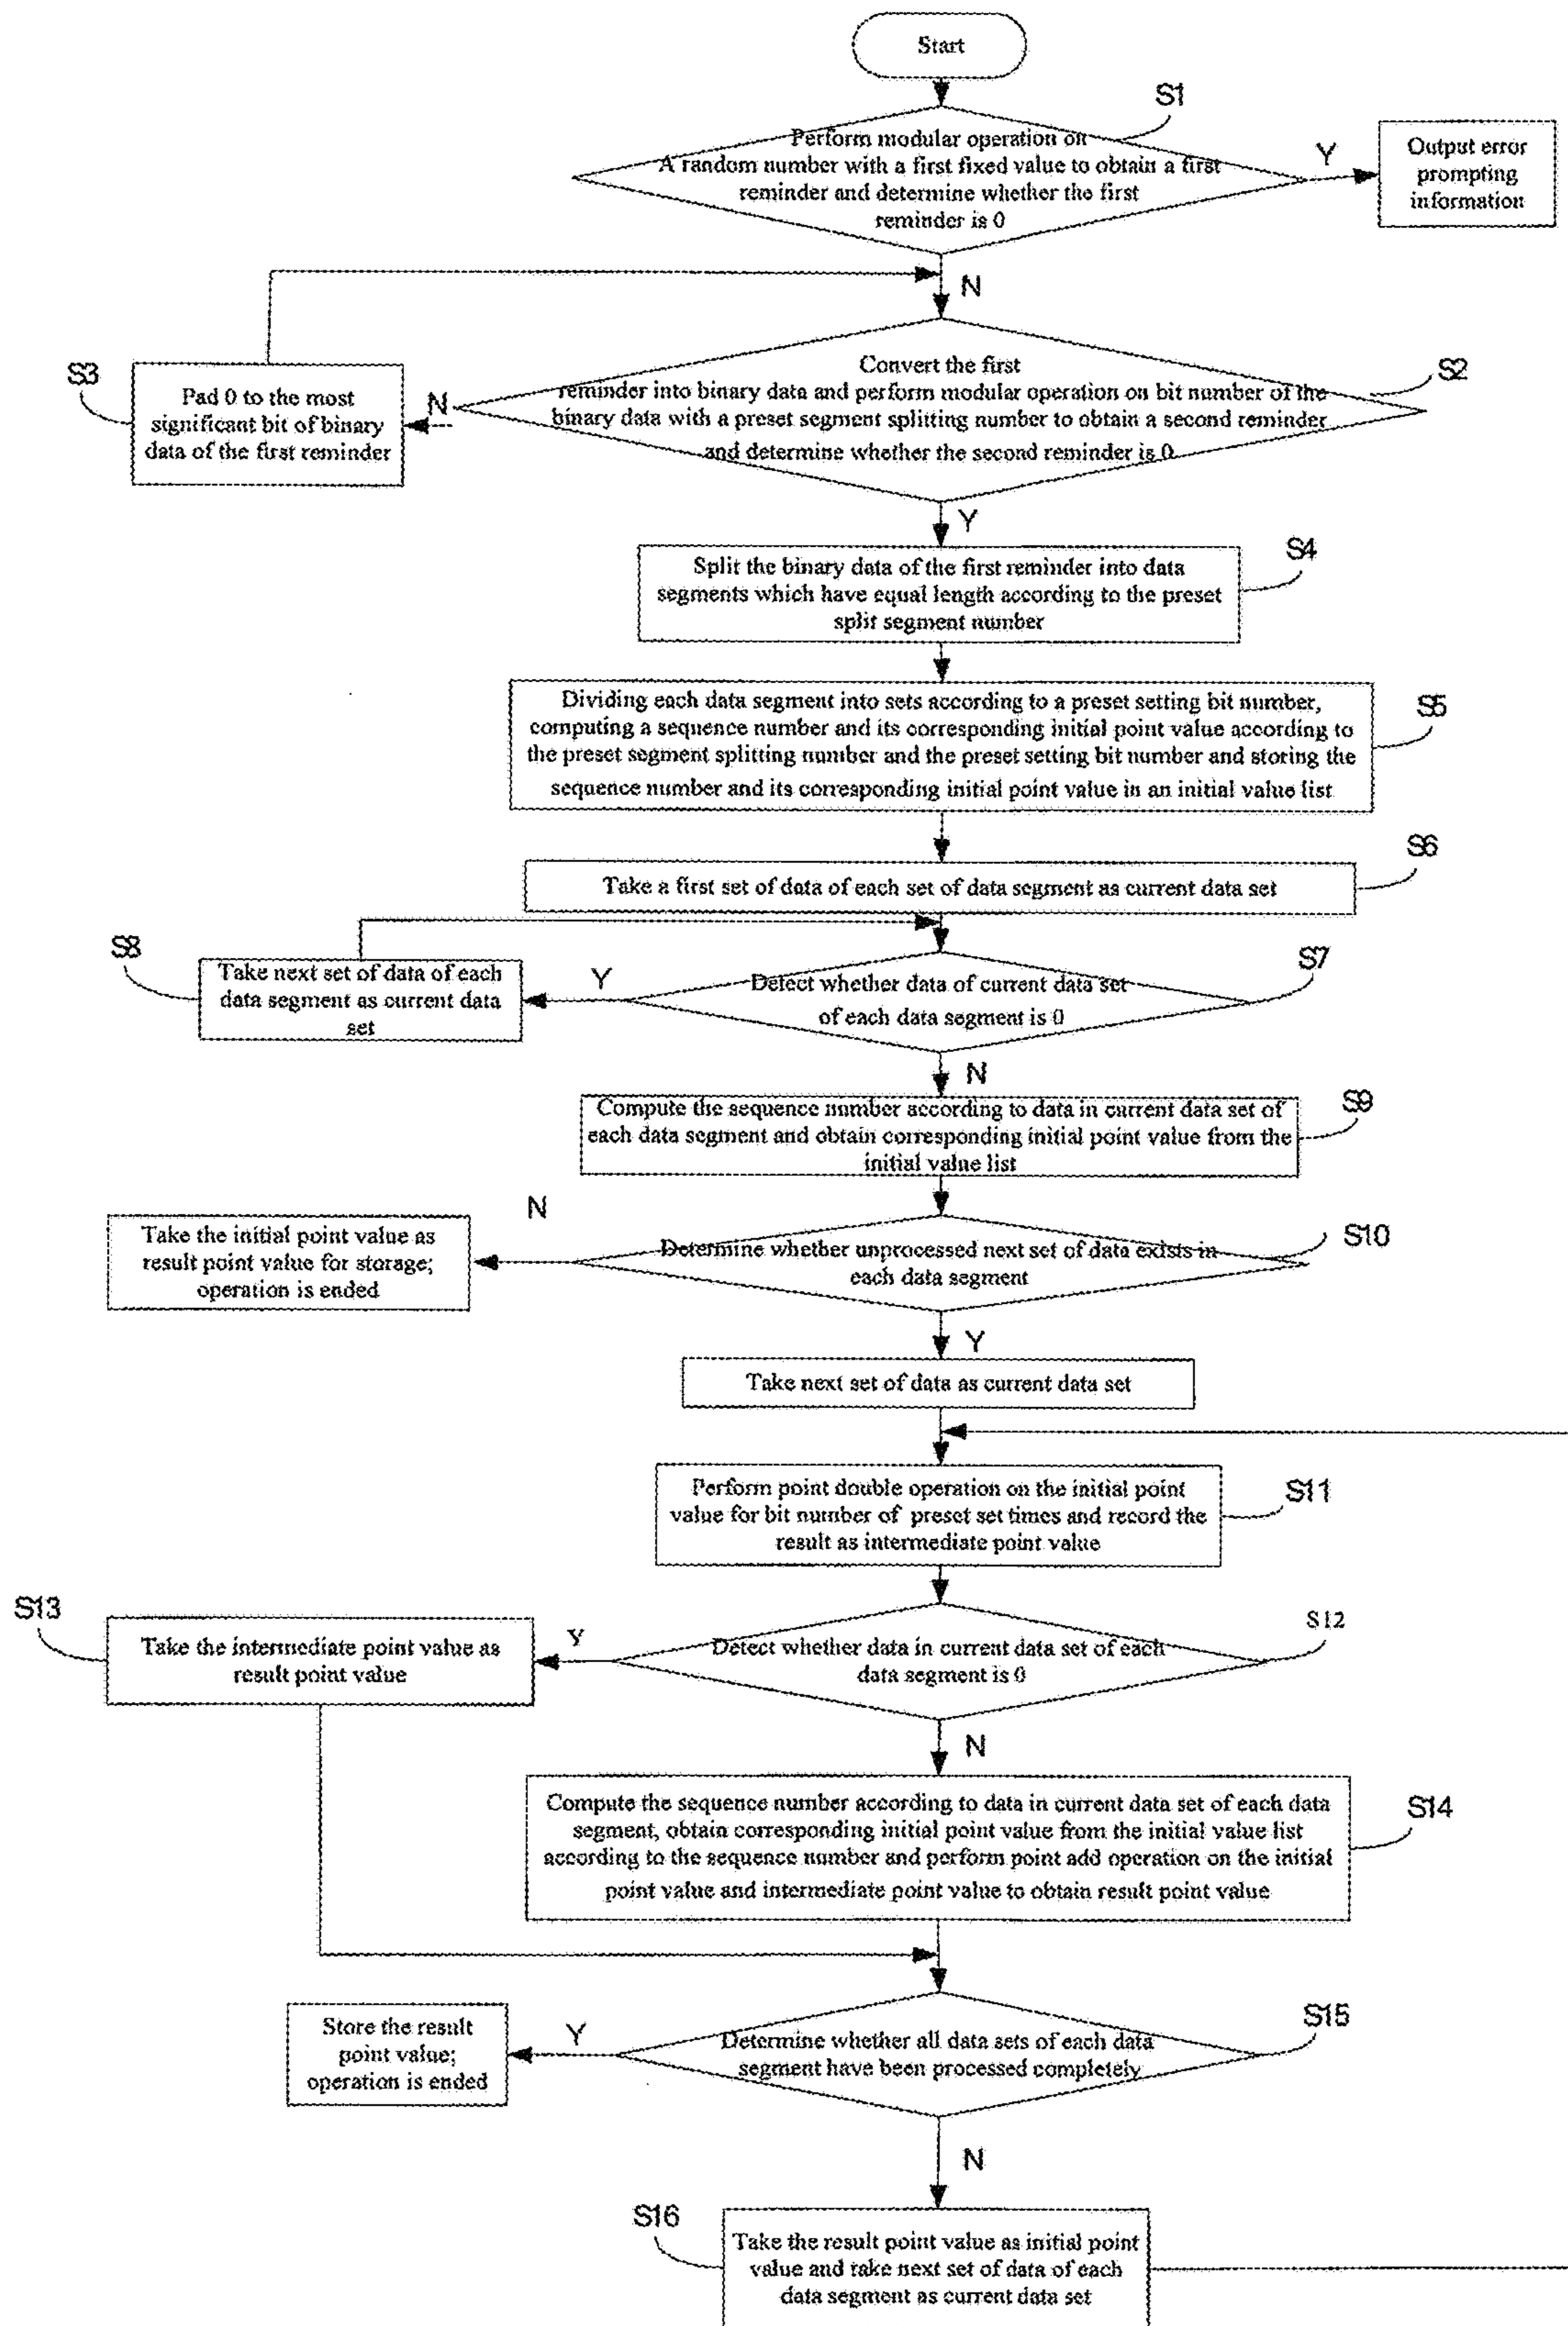 Start
S1
Perform modular operation on
A random number with a first fixed value to obtain a first
reminder and determine whether the first
reminder is 0
Y
Output error
prompting
information
N
S3
Pad 0 to the most
significant bit of binary
data of the first reminder
N
S2
Convert the first
reminder into binary data and perform modular operation on bit number of the
binary data with a preset segment splitting number to obtain a second reminder
and determine whether the second reminder is 0
Y
S4
Split the binary data of the first reminder into data
segments which have equal length according to the preset
split segment number
S5
Dividing each data segment into sets according to a preset setting bit number,
computing a sequence number and its corresponding initial point value according to
the preset segment splitting number and the preset setting bit number and storing the
sequence number and its corresponding initial point value in an initial value list
S6
Take a first set of data of each set of data segment as current data set
S8
Take next set of data of each
data segment as current data
set
Y
S7
Detect whether data of current data set
of each data segment is 0
N
S9
Compute the sequence number according to data in current data set of
each data segment and obtain corresponding initial point value from the
initial value list
N
Take the initial point value as
result point value for storage;
operation is ended
S10
Determine whether unprocessed next set of data exists in
each data segment
Y
Take next set of data as current data set
S11
Perform point double operation on the initial point
value for bit number of preset set times and record the
result as intermediate point value
S13
Take the intermediate point value as
result point value
Y
S12
Detect whether data in current data set of each
data segment is 0
N
S14
Compute the sequence number according to data in current data set of each data
segment, obtain corresponding initial point value from the initial value list
according to the sequence number and perform point add operation on the initial
point value and intermediate point value to obtain result point value
Store the result
point value;
operation is ended
Y
S15
Determine whether all data sets of each data
segment have been processed completely
N
S16
Take the result point value as initial point
value and take next set of data of each
data segment as current data set